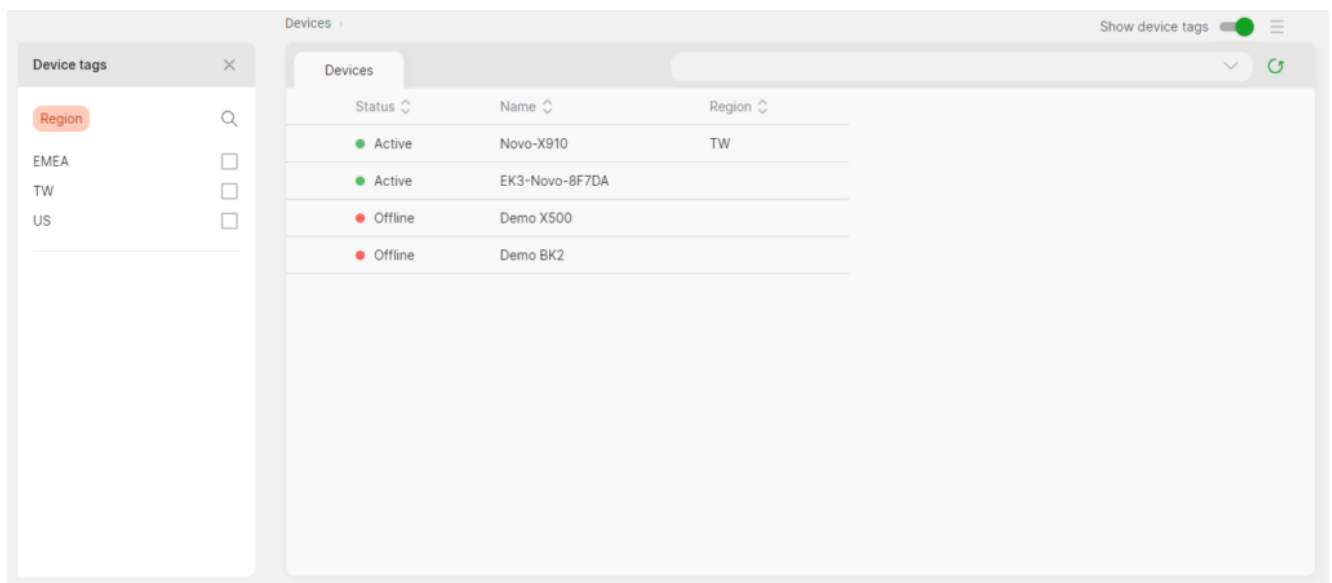 Devices
Show device tags
Device tags
Region
EMEA
TW
US
Devices
Status Name Region
Active Novo-X910 TW
Active EK3-Novo-8F7DA
Offline Demo X500
Offline Demo BK2